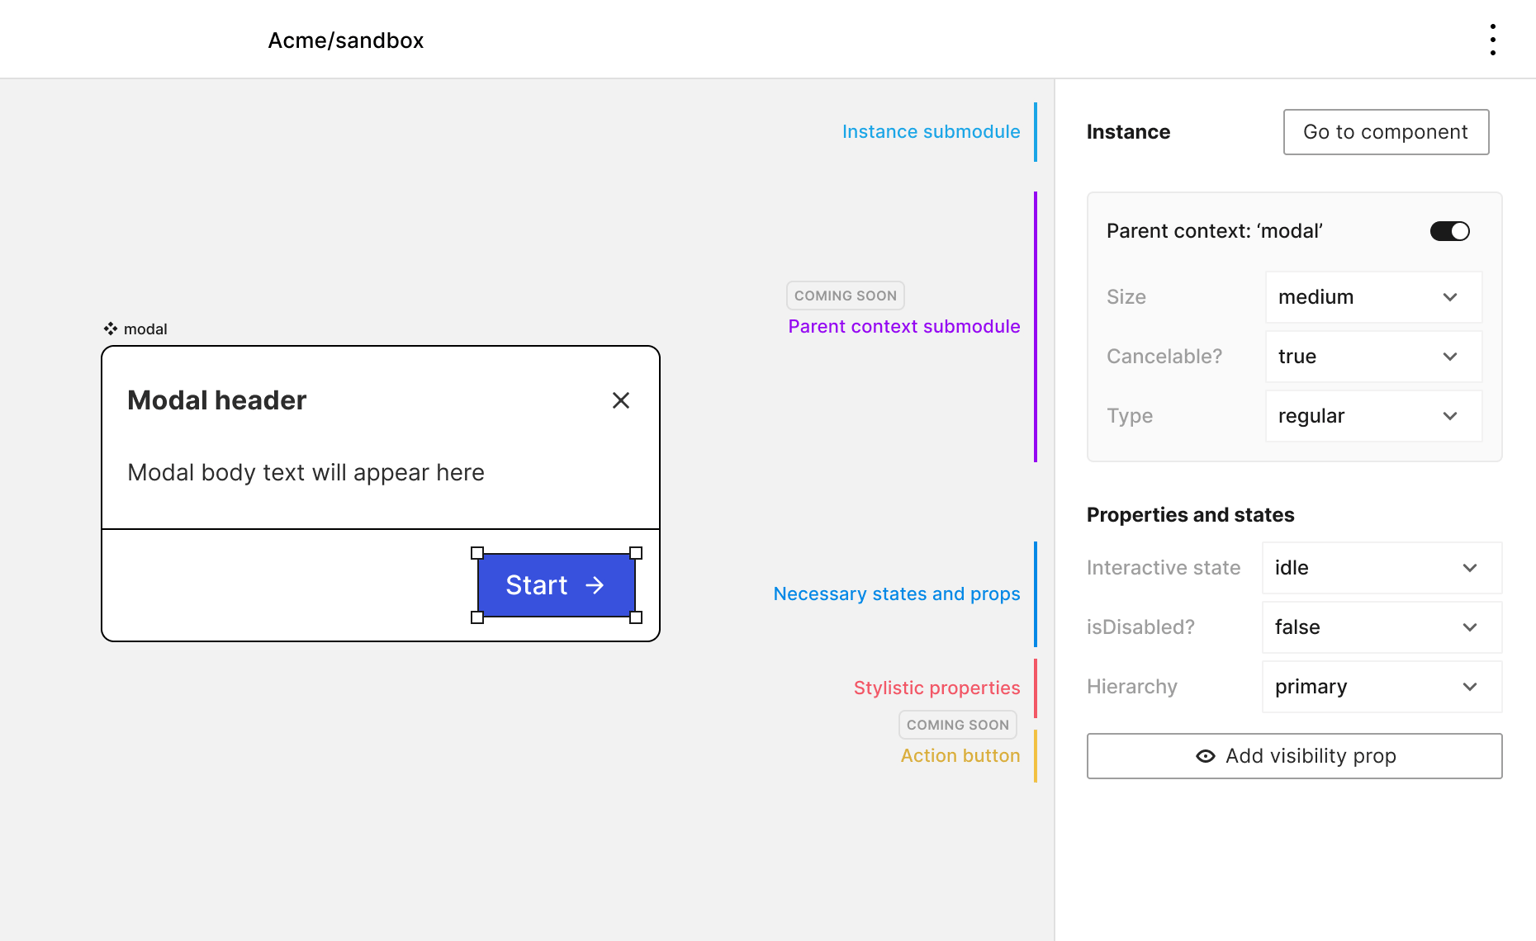 Acme/sandbox
Instance submodule
COMING SOON
Parent context submodule
modal
Modal header
Modal body text will appear here
Start
Necessary states and props
Stylistic properties
COMING SOON
Action button
Instance
Go to component
Parent context: ‘modal’
Size medium
Cancelable? true
Type regular
Properties and states
Interactive state idle
isDisabled? false
Hierarchy primary
Add visibility prop